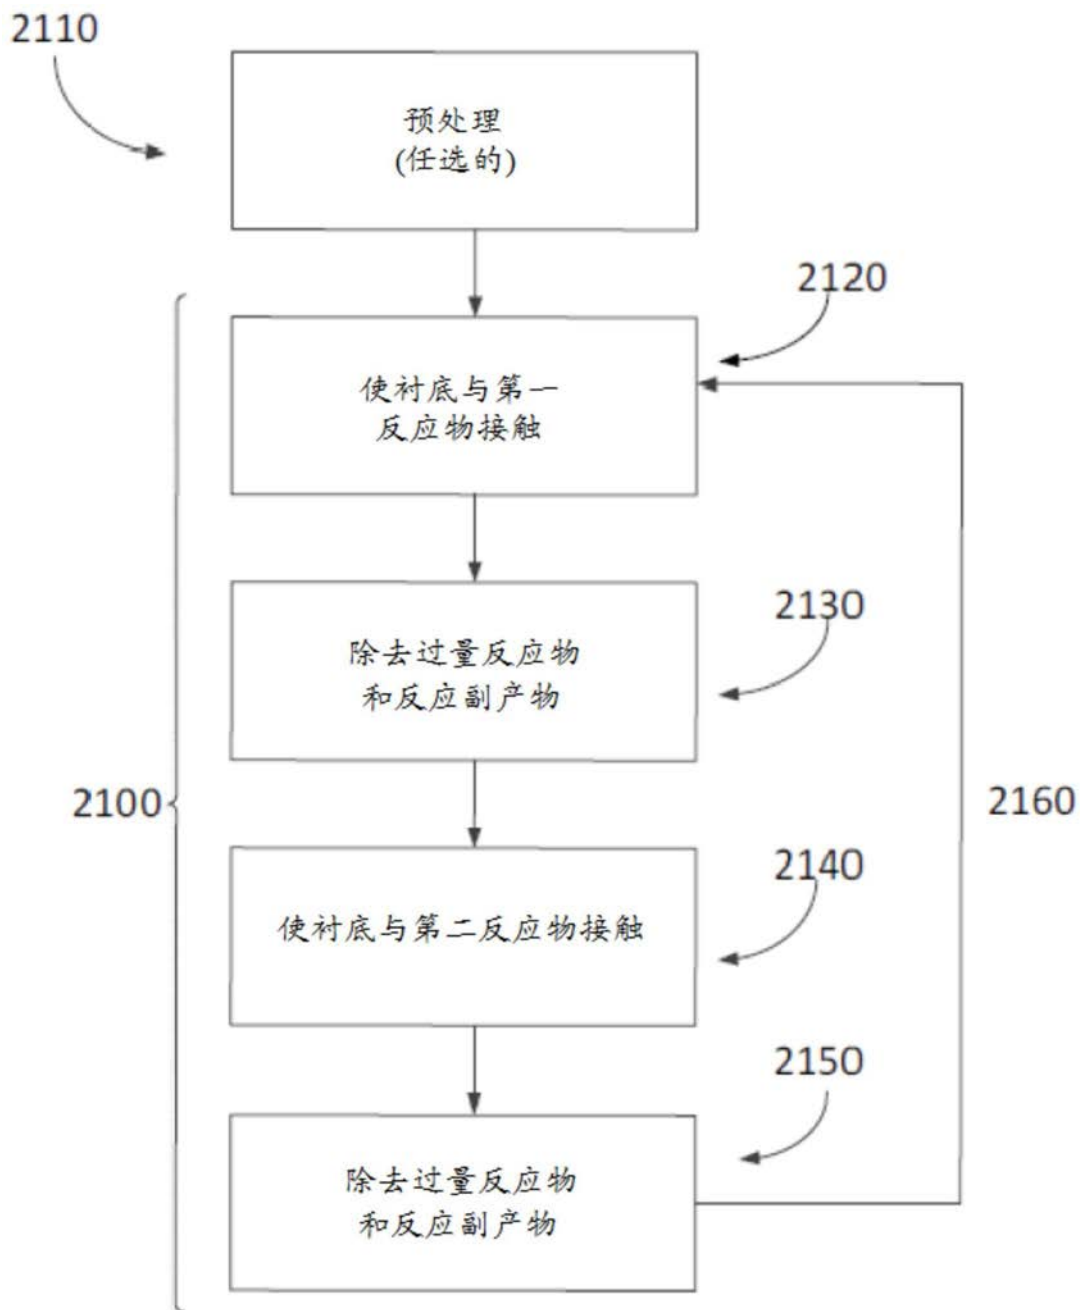 2110
预处理
(任选的)
2120
使衬底与第一
反应物接触
2130
除去过量反应物
和反应副产物
2100
2160
2140
使衬底与第二反应物接触
2150
除去过量反应物
和反应副产物